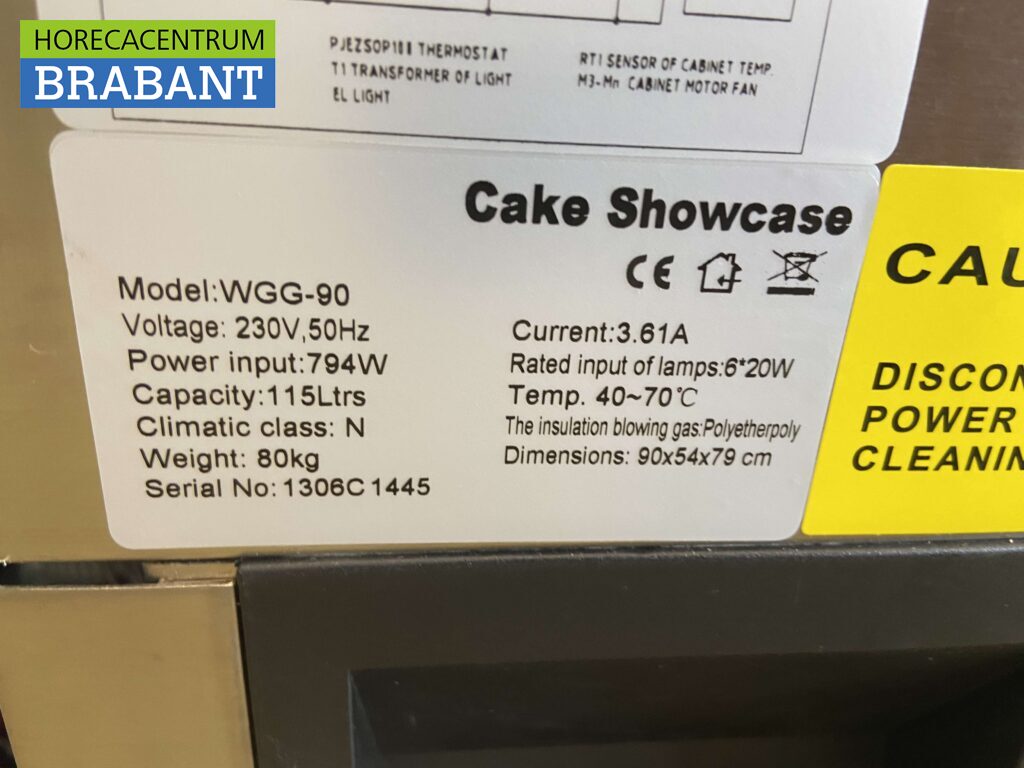 HORECACENTRUM
BRABANT
THERMOSTAT
T1 TRANSFORMER OF LIGHT
EL LIGHT
RT1 SENSOR OF CABINET TEMP.
M3-Mn CABINET MOTOR FAN
Cake Showcase
CE
Model:WGG-90
Voltage: 230V,50Hz
Power input:794W
Capacity:115Ltrs
Climatic class: N
Weight: 80kg
Serial No: 1306C1445
Current:3.61A
Rated input of lamps:6*20W
Temp. 40~70℃
The insulation blowing gas:Polyetherpoly
Dimensions: 90x54x79 cm
CAU
DISCON
POWER
CLEANIN